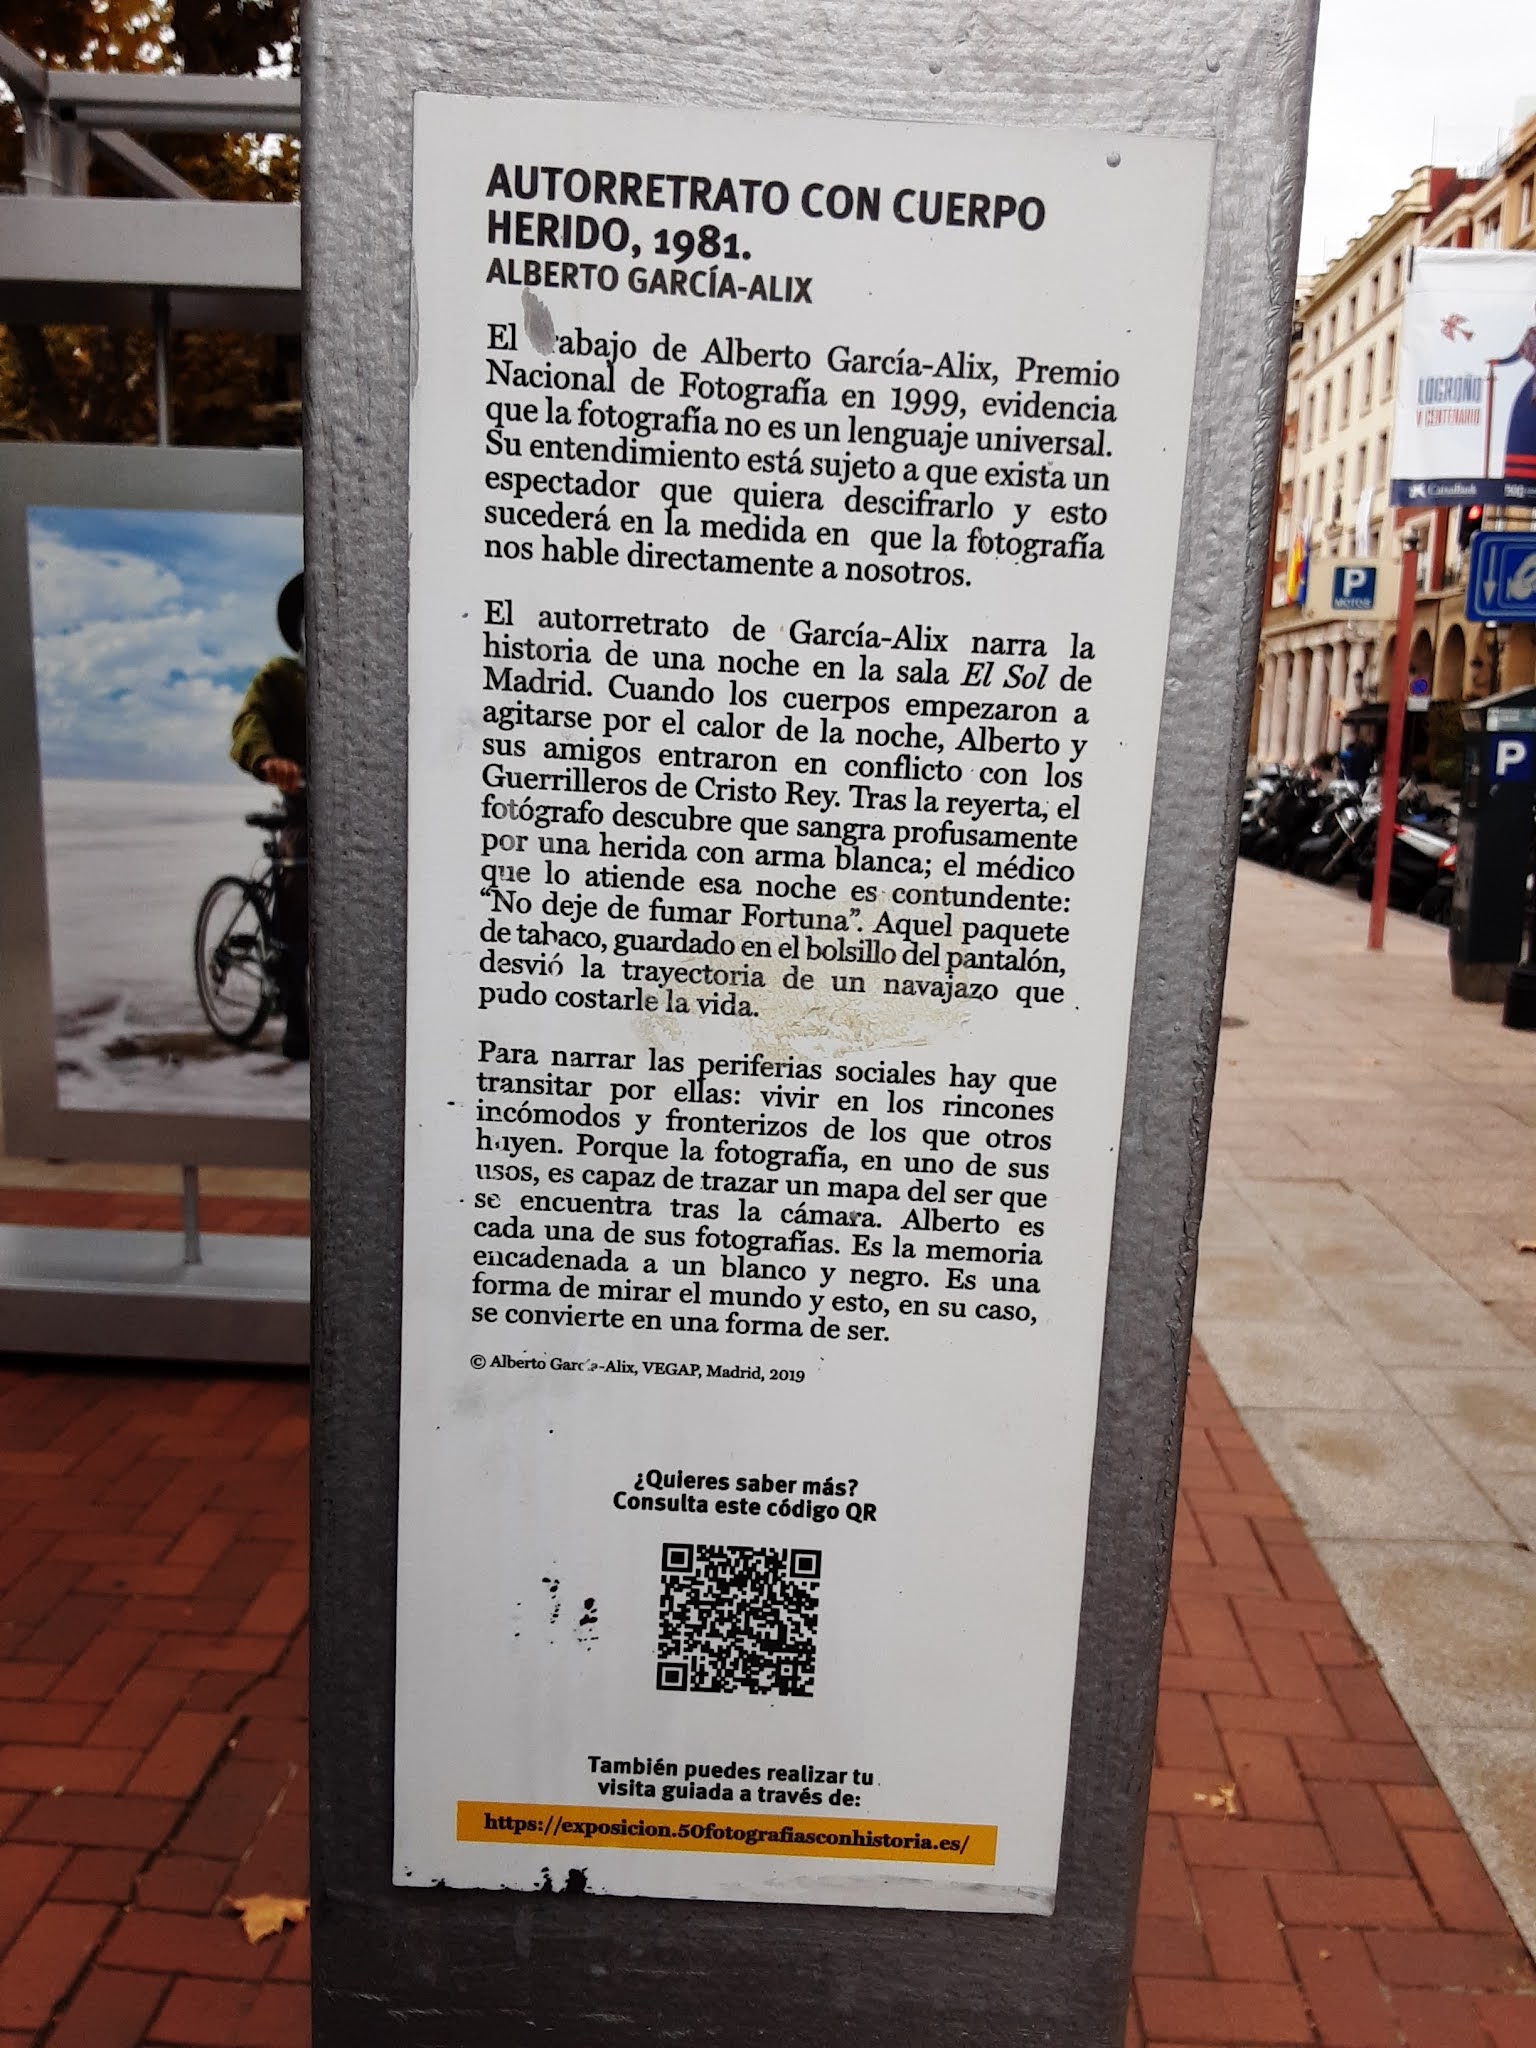 AUTORRETRATO CON CUERPO
HERIDO, 1981.
ALBERTO GARCÍA-ALIX
El trabajo de Alberto García-Alix, Premio
Nacional de Fotografía en 1999, evidencia
que la fotografía no es un lenguaje universal.
Su entendimiento está sujeto a que exista un
espectador que quiera descifrarlo y esto
sucederá en la medida en que la fotografía
nos hable directamente a nosotros.
El autorretrato de García-Alix narra la
historia de una noche en la sala El Sol de
Madrid. Cuando los cuerpos empezaron a
agitarse por el calor de la noche, Alberto y
sus amigos entraron en conflicto con los
Guerrilleros de Cristo Rey. Tras la reyerta, el
fotógrafo descubre que sangra profusamente
por una herida con arma blanca; el médico
que lo atiende esa noche es contundente:
“No deje de fumar Fortuna”. Aquel paquete
de tabaco, guardado en el bolsillo del pantalón,
desvió la trayectoria de un navajazo que
pudo costarle la vida.
Para narrar las periferias sociales hay que
transitar por ellas: vivir en los rincones
incómodos y fronterizos de los que otros
huyen. Porque la fotografía, en uno de sus
usos, es capaz de trazar un mapa del ser que
se encuentra tras la cámara. Alberto es
cada una de sus fotografías. Es la memoria
encadenada a un blanco y negro. Es una
forma de mirar el mundo y esto, en su caso,
se convierte en una forma de ser.
© Alberto García-Alix, VEGAP, Madrid, 2019
¿Quieres saber más?
Consulta este código QR
También puedes realizar tu
visita guiada a través de:
https://exposicion.50fotografiasconhistoria.es/
LOGROÑO
V CENTENARIO
CaixaBank
P
MOTOS
P